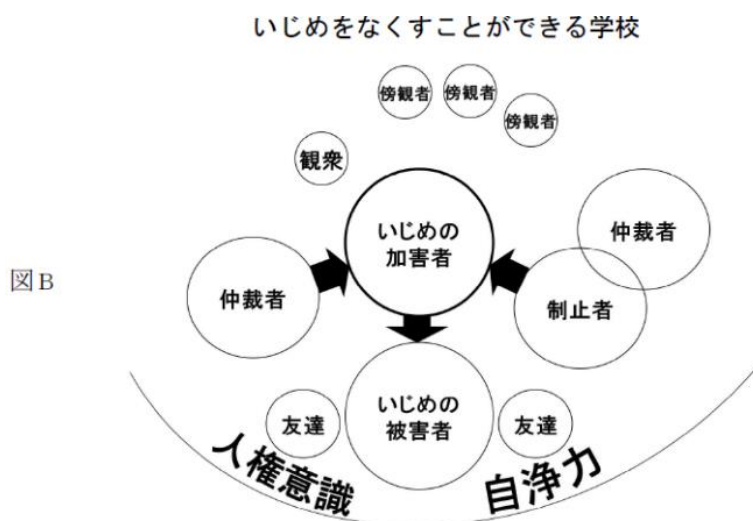 いじめをなくすことができる学校
傍観者
傍観者
傍観者
観衆
いじめの
加害者
仲裁者
図B
仲裁者
制止者
いじめの
被害者
友達
友達
人権意識
自浄力